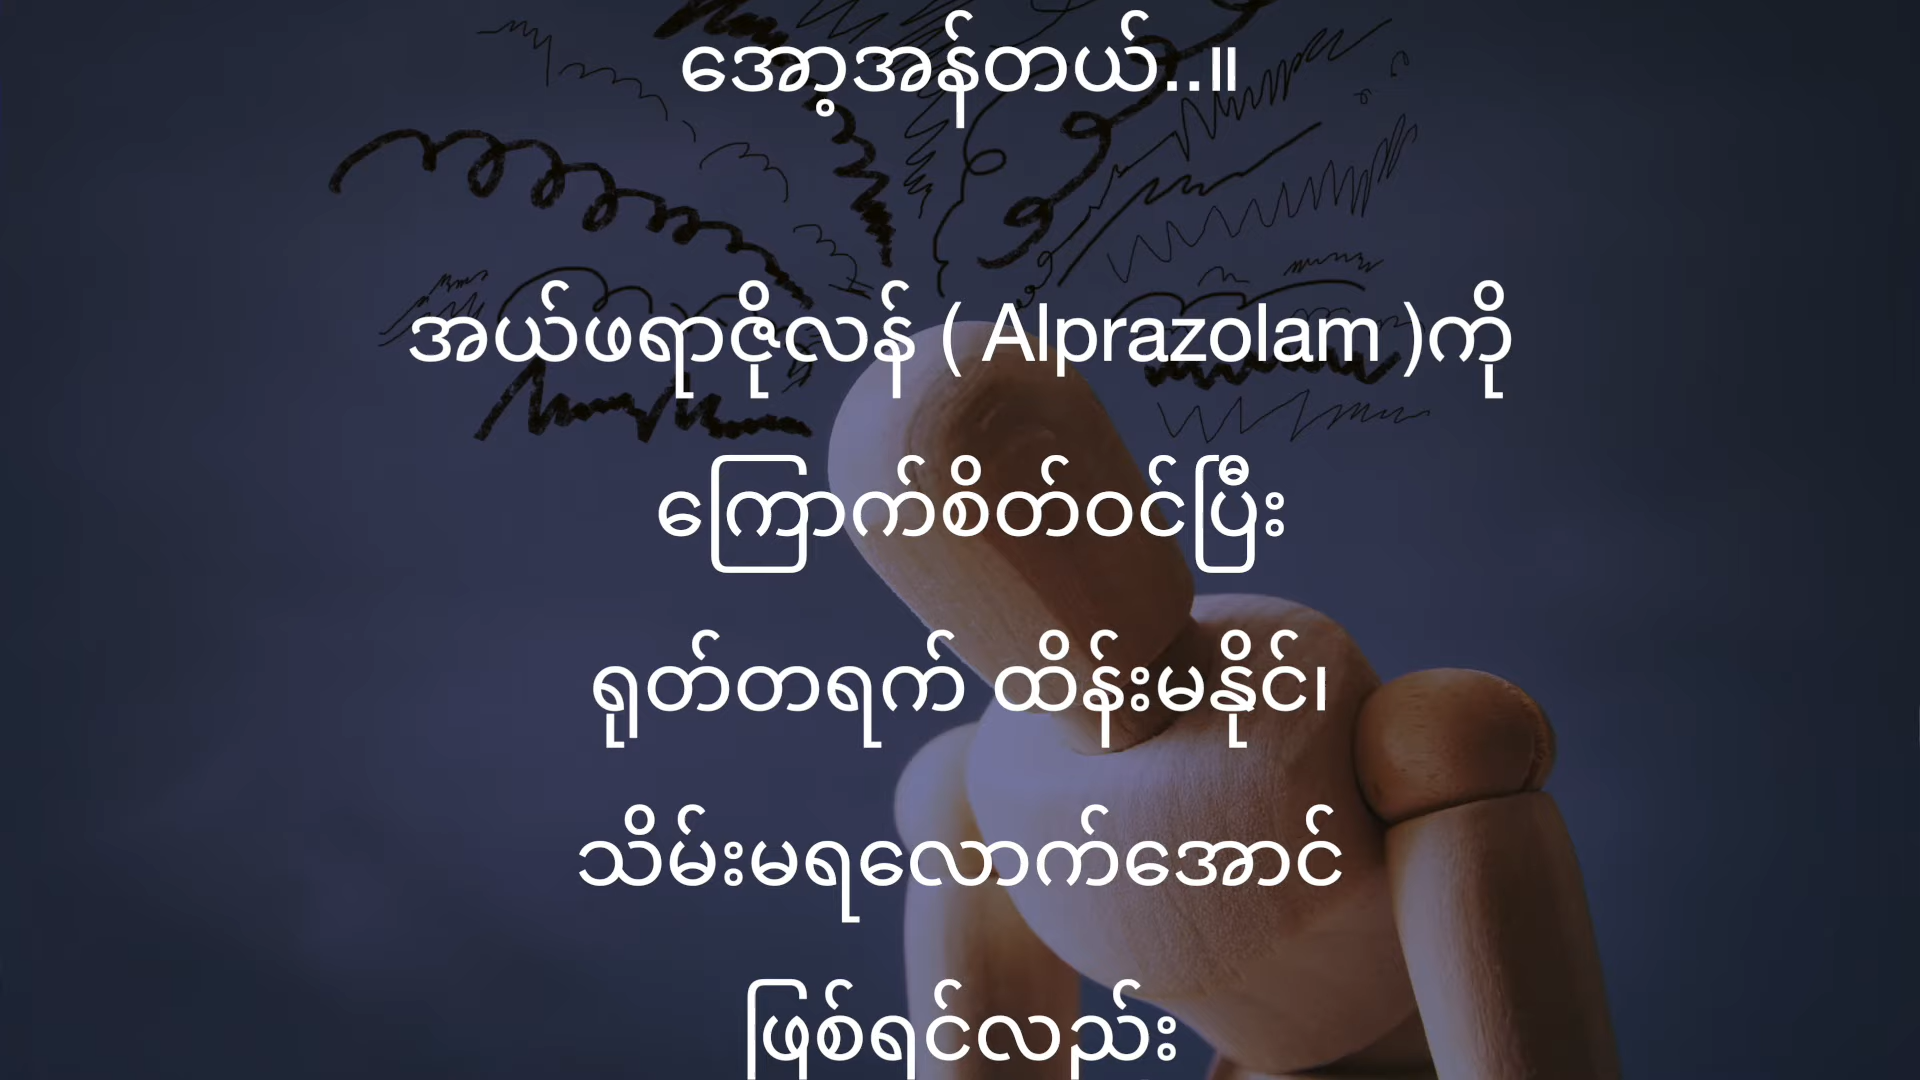 အော့အန်တယ်..။
အယ်ဖရာဇိုလန် ( Alprazolam )ကို
ကြောက်စိတ်ဝင်ပြီး
ရုတ်တရက် ထိန်းမနိုင်၊
သိမ်းမရလောက်အောင်
ဖြစ်ရင်လည်း